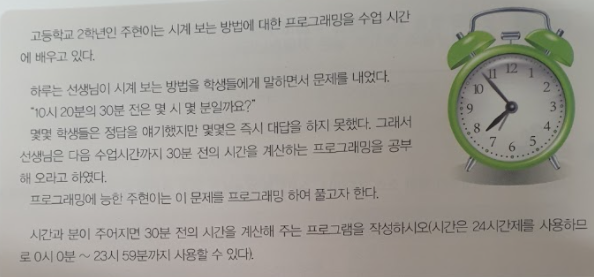 고등학교 2학년인 주현이는 시계 보는 방법에 대한 프로그래밍을 수업 시간
에 배우고 있다.
하루는 선생님이 시계 보는 방법을 학생들에게 말하면서 문제를 내었다.
"10시 20분의 30분 전은 몇 시 몇 분일까요?"
몇몇 학생들은 정답을 얘기했지만 몇몇은 즉시 대답을 하지 못했다. 그래서
선생님은 다음 수업시간까지 30분 전의 시간을 계산하는 프로그래밍을 공부
해 오라고 하였다.
프로그래밍에 능한 주현이는 이 문제를 프로그래밍 하여 풀고자 한다.
시간과 분이 주어지면 30분 전의 시간을 계산해 주는 프로그램을 작성하시오(시간은 24시간제를 사용하므
로 0시 0분 ~ 23시 59분까지 사용할 수 있다).
12
11 1
10 2
9 3
8 4
7 5
6